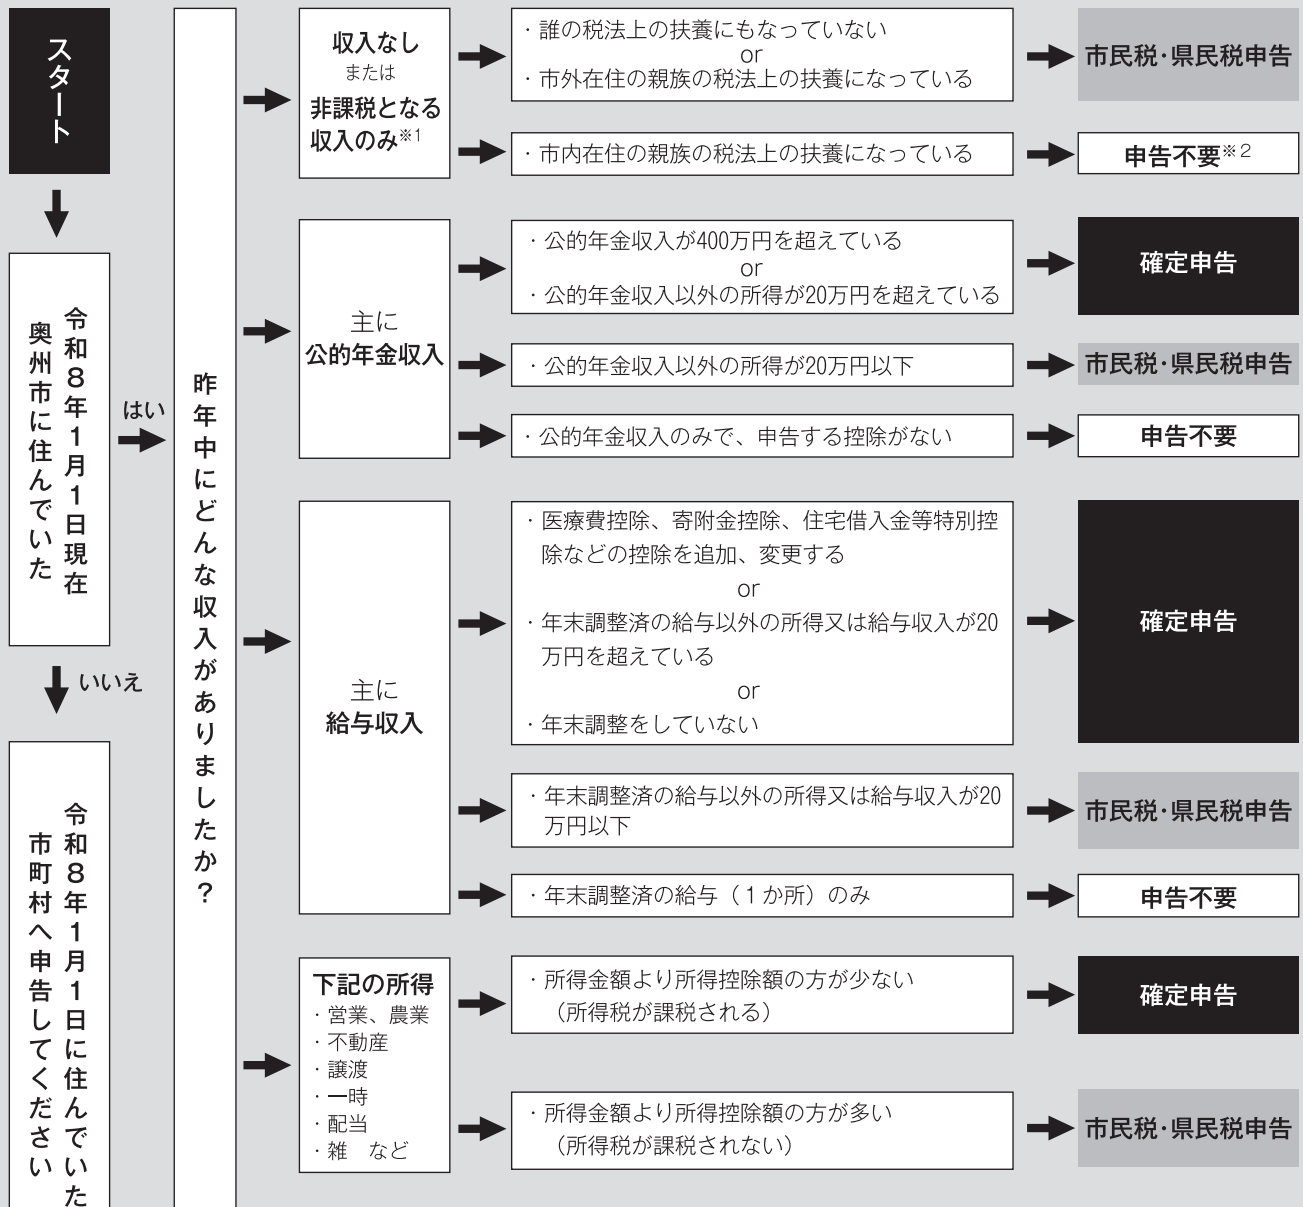 スタート
令和8年1月1日現在
奥州市に住んでいた
はい
いいえ
令和8年1月1日に住んでいた
市町村へ申告してください
昨年中にどんな収入がありましたか？
収入なし
または
非課税となる
収入のみ※1
・誰の税法上の扶養にもなっていない
or
・市外在住の親族の税法上の扶養になっている
市民税・県民税申告
・市内在住の親族の税法上の扶養になっている
申告不要※2
主に
公的年金収入
・公的年金収入が400万円を超えている
or
・公的年金収入以外の所得が20万円を超えている
確定申告
・公的年金収入以外の所得が20万円以下
市民税・県民税申告
・公的年金収入のみで、申告する控除がない
申告不要
主に
給与収入
・医療費控除、寄附金控除、住宅借入金等特別控
除などの控除を追加、変更する
or
・年末調整済の給与以外の所得又は給与収入が20
万円を超えている
or
・年末調整をしていない
確定申告
・年末調整済の給与以外の所得又は給与収入が20
万円以下
市民税・県民税申告
・年末調整済の給与（1か所）のみ
申告不要
下記の所得
・営業、農業
・不動産
・譲渡
・一時
・配当
・雑　など
・所得金額より所得控除額の方が少ない
（所得税が課税される）
確定申告
・所得金額より所得控除額の方が多い
（所得税が課税されない）
市民税・県民税申告